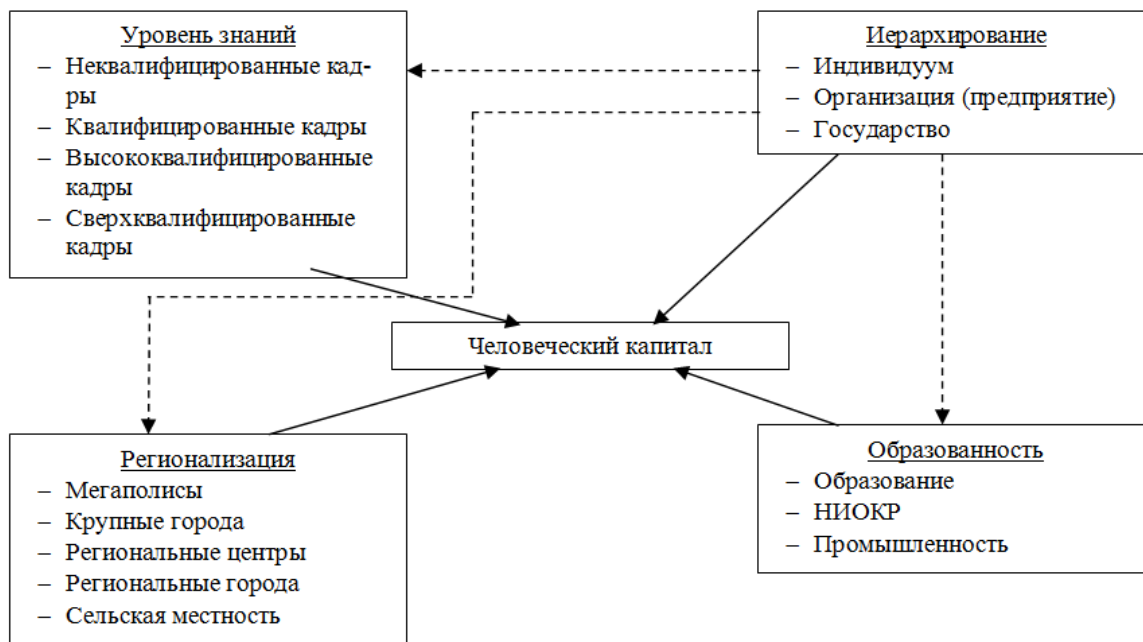 Уровень знаний
– Неквалифицированные кад-
ры
– Квалифицированные кадры
– Высококвалифицированные
кадры
– Сверхквалифицированные
кадры
Иерархирование
– Индивидуум
– Организация (предприятие)
– Государство
Человеческий капитал
Регионализация
– Мегаполисы
– Крупные города
– Региональные центры
– Региональные города
– Сельская местность
Образованность
– Образование
– НИОКР
– Промышленность